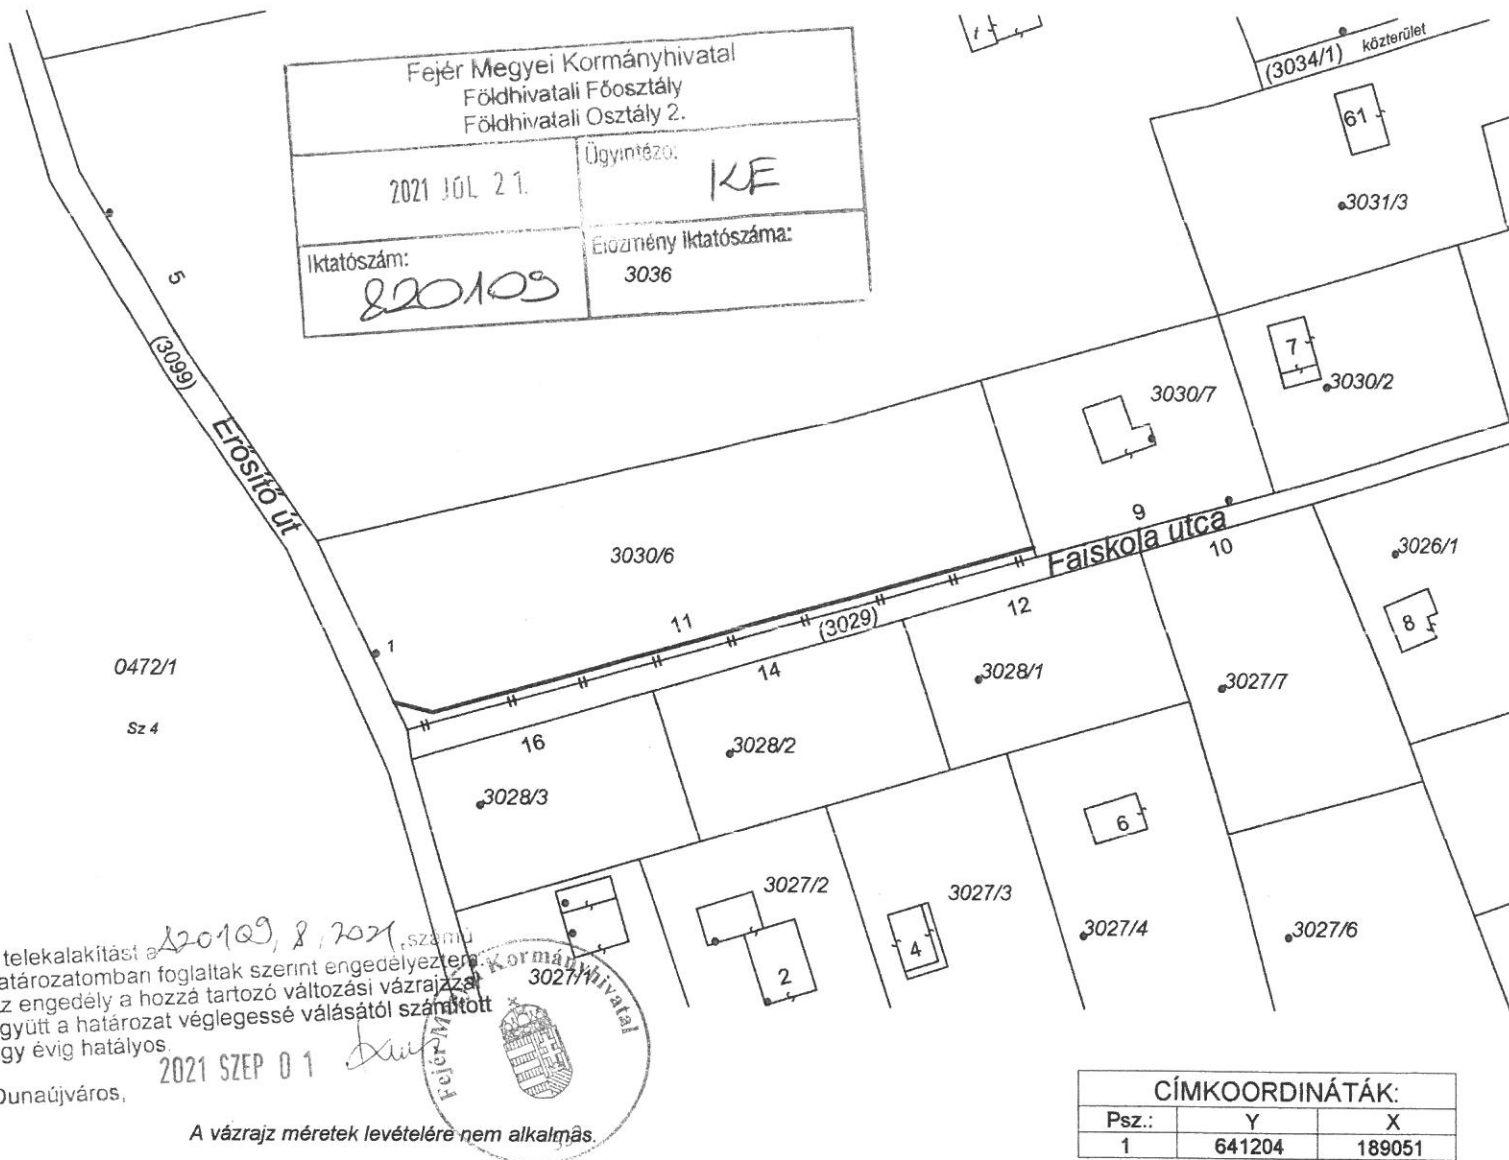 Fejér Megyei Kormányhivatal
Földhivatali Főosztály
Földhivatali Osztály 2.
2021 JÚL 21.
Ügyintéző:
KE
Iktatószám:
820109
Előzmény iktatószáma:
3036
(3034/1) közterület
61
3031/3
7
3030/2
3030/7
5
(3099)
Erősítő út
3030/6
9
Faiskola utca
10
3026/1
8
11
(3029)
12
1
0472/1
Sz 4
14
3028/1
3027/7
16
3028/2
3028/3
6
3027/2
3027/3
3027/4
3027/6
4
2
3027/1
telekalakítást a 820109, 8, 2021, számú
atározatomban foglaltak szerint engedélyeztem.
z engedély a hozzá tartozó változási vázrajzzal
gyütt a határozat véglegessé válásától számított
gy évig hatályos.
2021 SZEP 01
Dunaújváros,
Fejér Megyei Kormányhivatal
A vázrajz méretek levételére nem alkalmas.
CÍMKOORDINÁTÁK:
Psz.: Y X
1 641204 189051